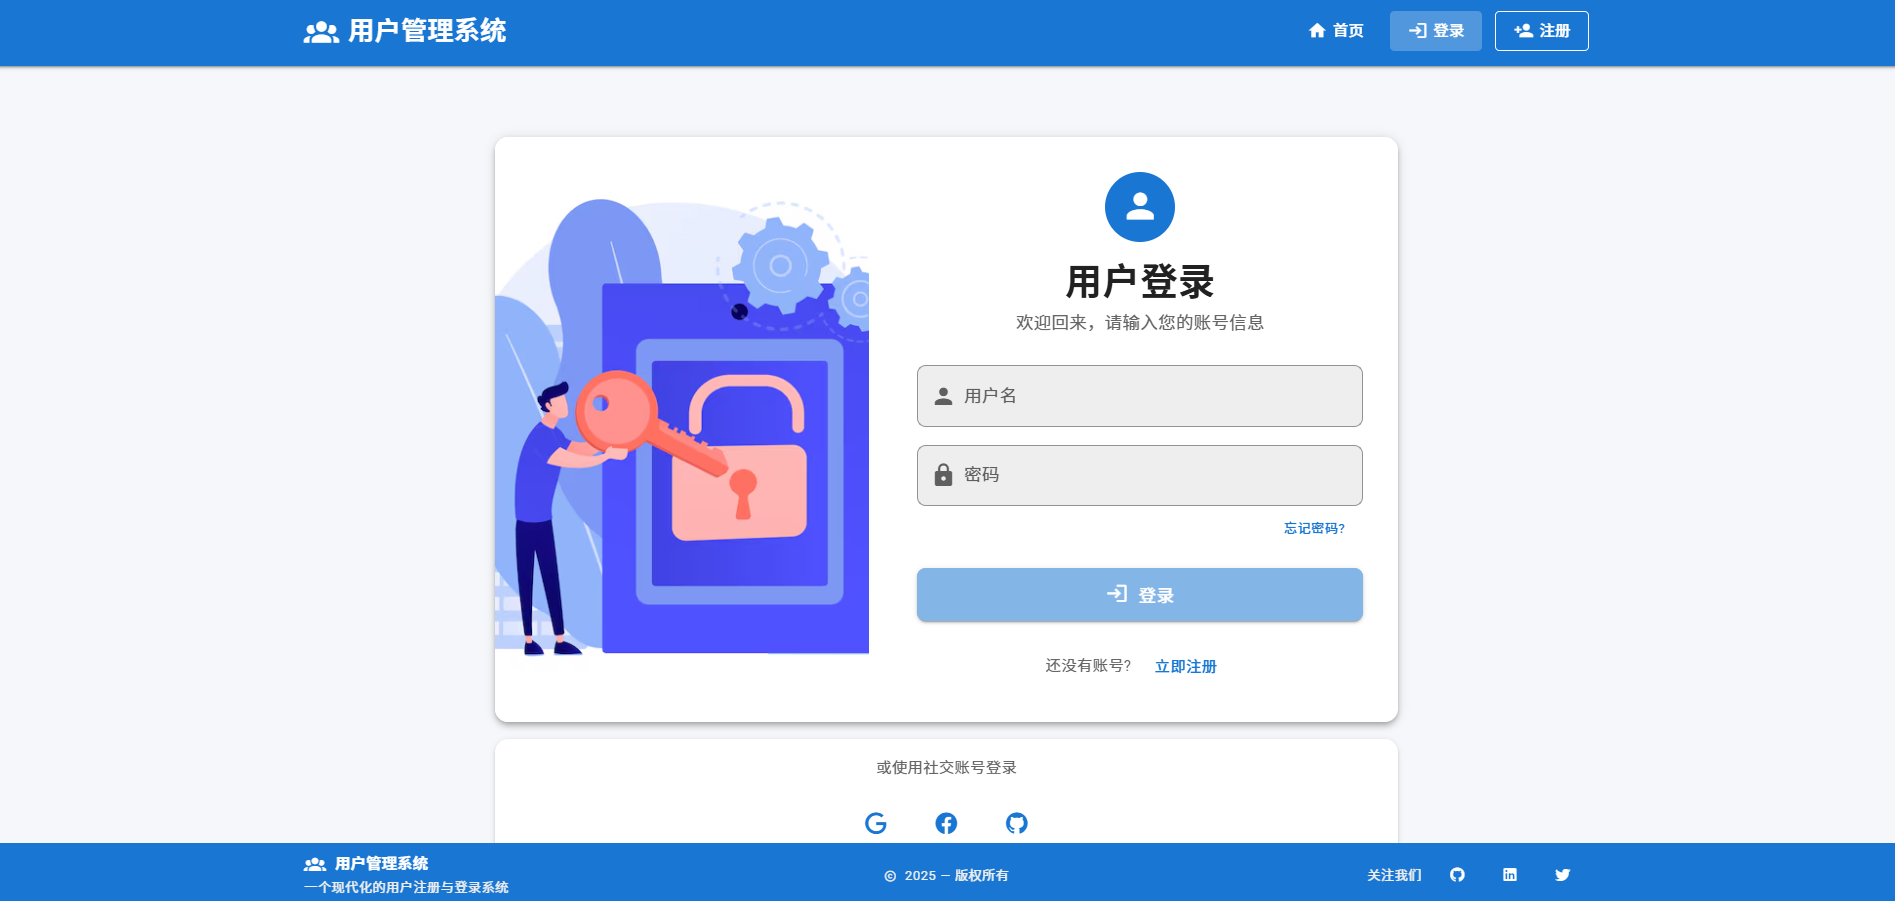 用户管理系统
首页
登录
注册
用户登录
欢迎回来，请输入您的账号信息
用户名
密码
忘记密码?
登录
还没有账号?
立即注册
或使用社交账号登录
用户管理系统
一个现代化的用户注册与登录系统
© 2025 — 版权所有
关注我们